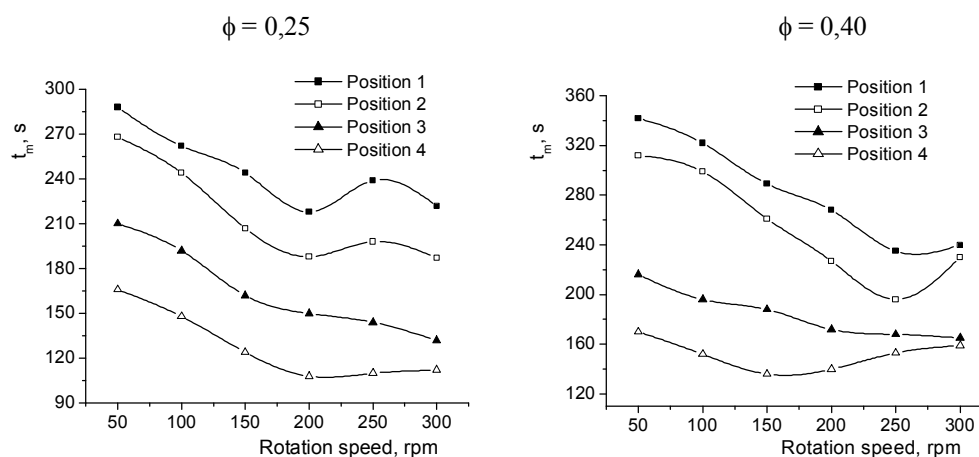 ϕ = 0,25
Position 1
Position 2
Position 3
Position 4
300
270
240
210
180
150
120
90
t_m, s
50 100 150 200 250 300
Rotation speed, rpm
ϕ = 0,40
Position 1
Position 2
Position 3
Position 4
360
320
280
240
200
160
120
t_m, s
50 100 150 200 250 300
Rotation speed, rpm